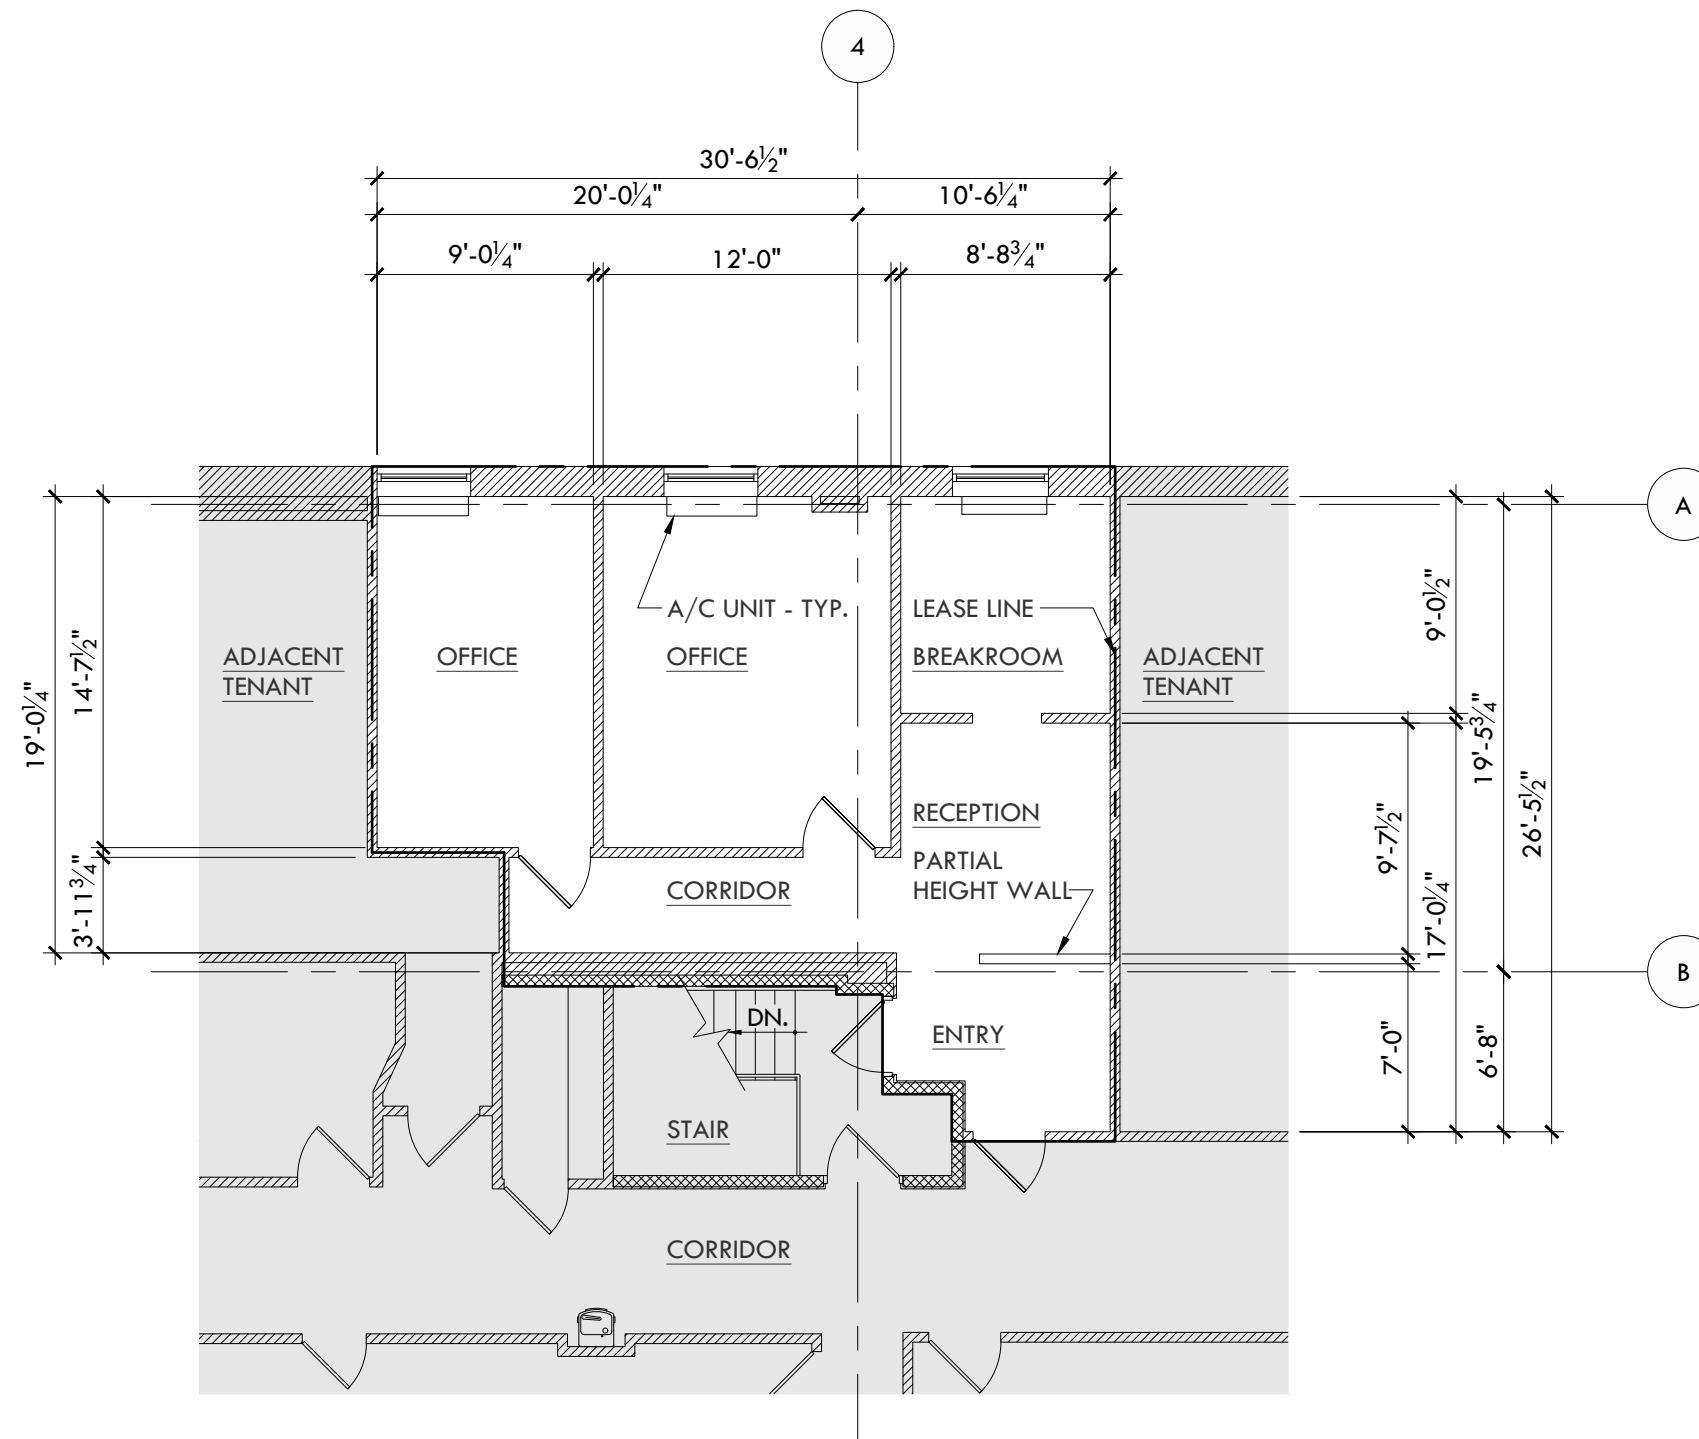 4
30'-6½"
20'-0¼"
10'-6¼"
9'-0¼"
12'-0"
8'-8¾"
A
A/C UNIT - TYP.
LEASE LINE
9'-0½"
ADJACENT
TENANT
OFFICE
OFFICE
BREAKROOM
ADJACENT
TENANT
14'-7½"
19'-0¼"
19'-5¾"
RECEPTION
26'-5½"
9'-7½"
PARTIAL
HEIGHT WALL
CORRIDOR
3'-11¾"
17'-0¼"
B
DN.
ENTRY
7'-0"
6'-8"
STAIR
CORRIDOR